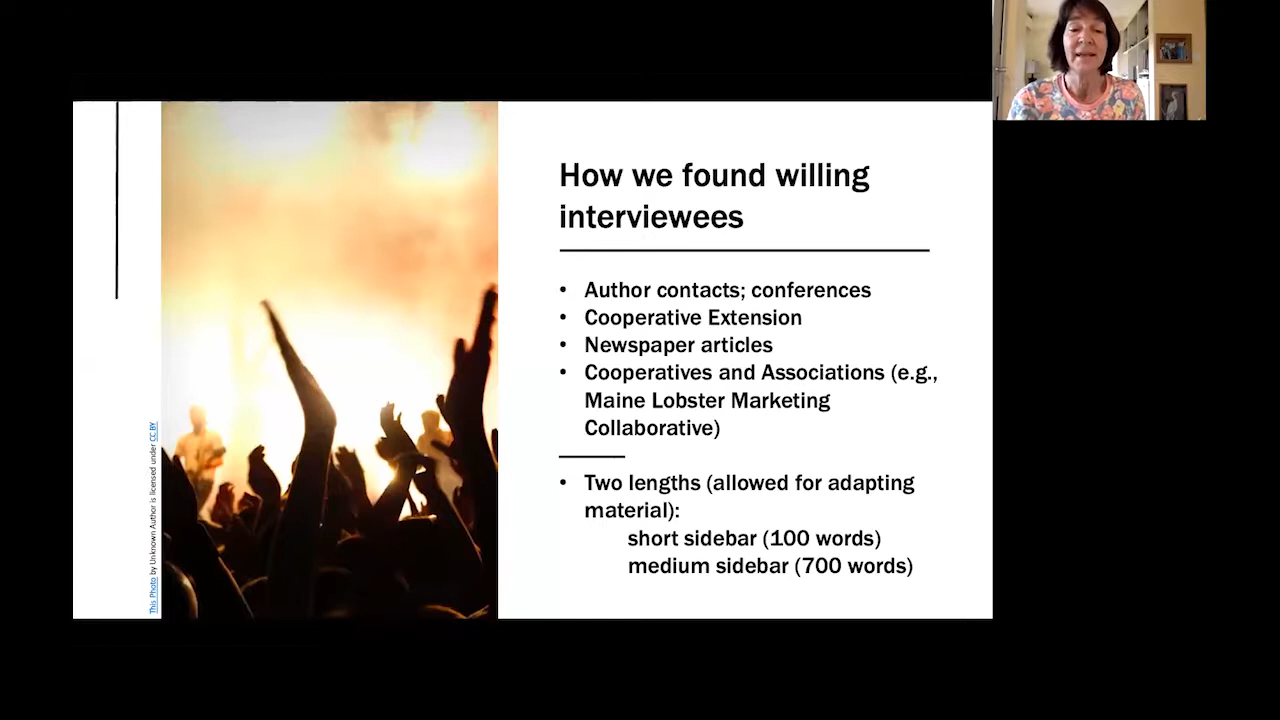 How we found willing
interviewees
• Author contacts; conferences
• Cooperative Extension
• Newspaper articles
• Cooperatives and Associations (e.g.,
Maine Lobster Marketing
Collaborative)
• Two lengths (allowed for adapting
material):
short sidebar (100 words)
medium sidebar (700 words)
This Photo by Unknown Author is licensed under CC BY